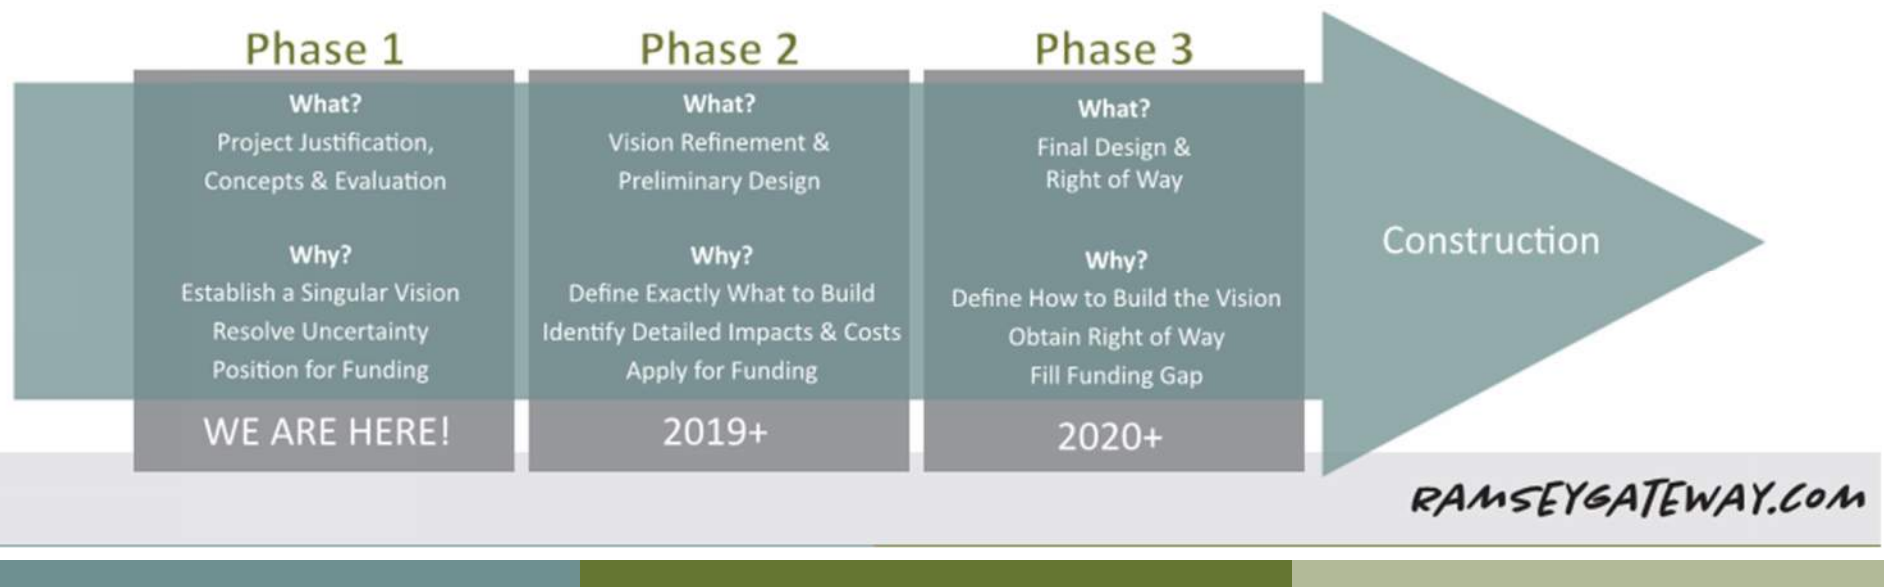 Phase 1
What?
Project Justification,
Concepts & Evaluation
Why?
Establish a Singular Vision
Resolve Uncertainty
Position for Funding
WE ARE HERE!
Phase 2
What?
Vision Refinement &
Preliminary Design
Why?
Define Exactly What to Build
Identify Detailed Impacts & Costs
Apply for Funding
2019+
Phase 3
What?
Final Design &
Right of Way
Why?
Define How to Build the Vision
Obtain Right of Way
Fill Funding Gap
2020+
Construction
RAMSEYGATEWAY.COM